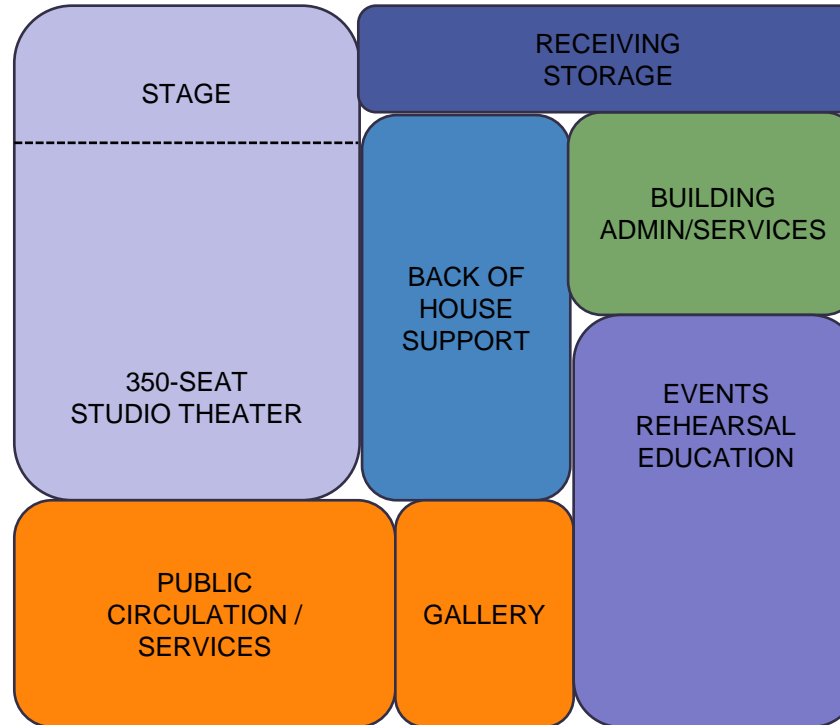 STAGE
RECEIVING
STORAGE
BUILDING
ADMIN/SERVICES
BACK OF
HOUSE
SUPPORT
350-SEAT
STUDIO THEATER
EVENTS
REHEARSAL
EDUCATION
PUBLIC
CIRCULATION /
SERVICES
GALLERY